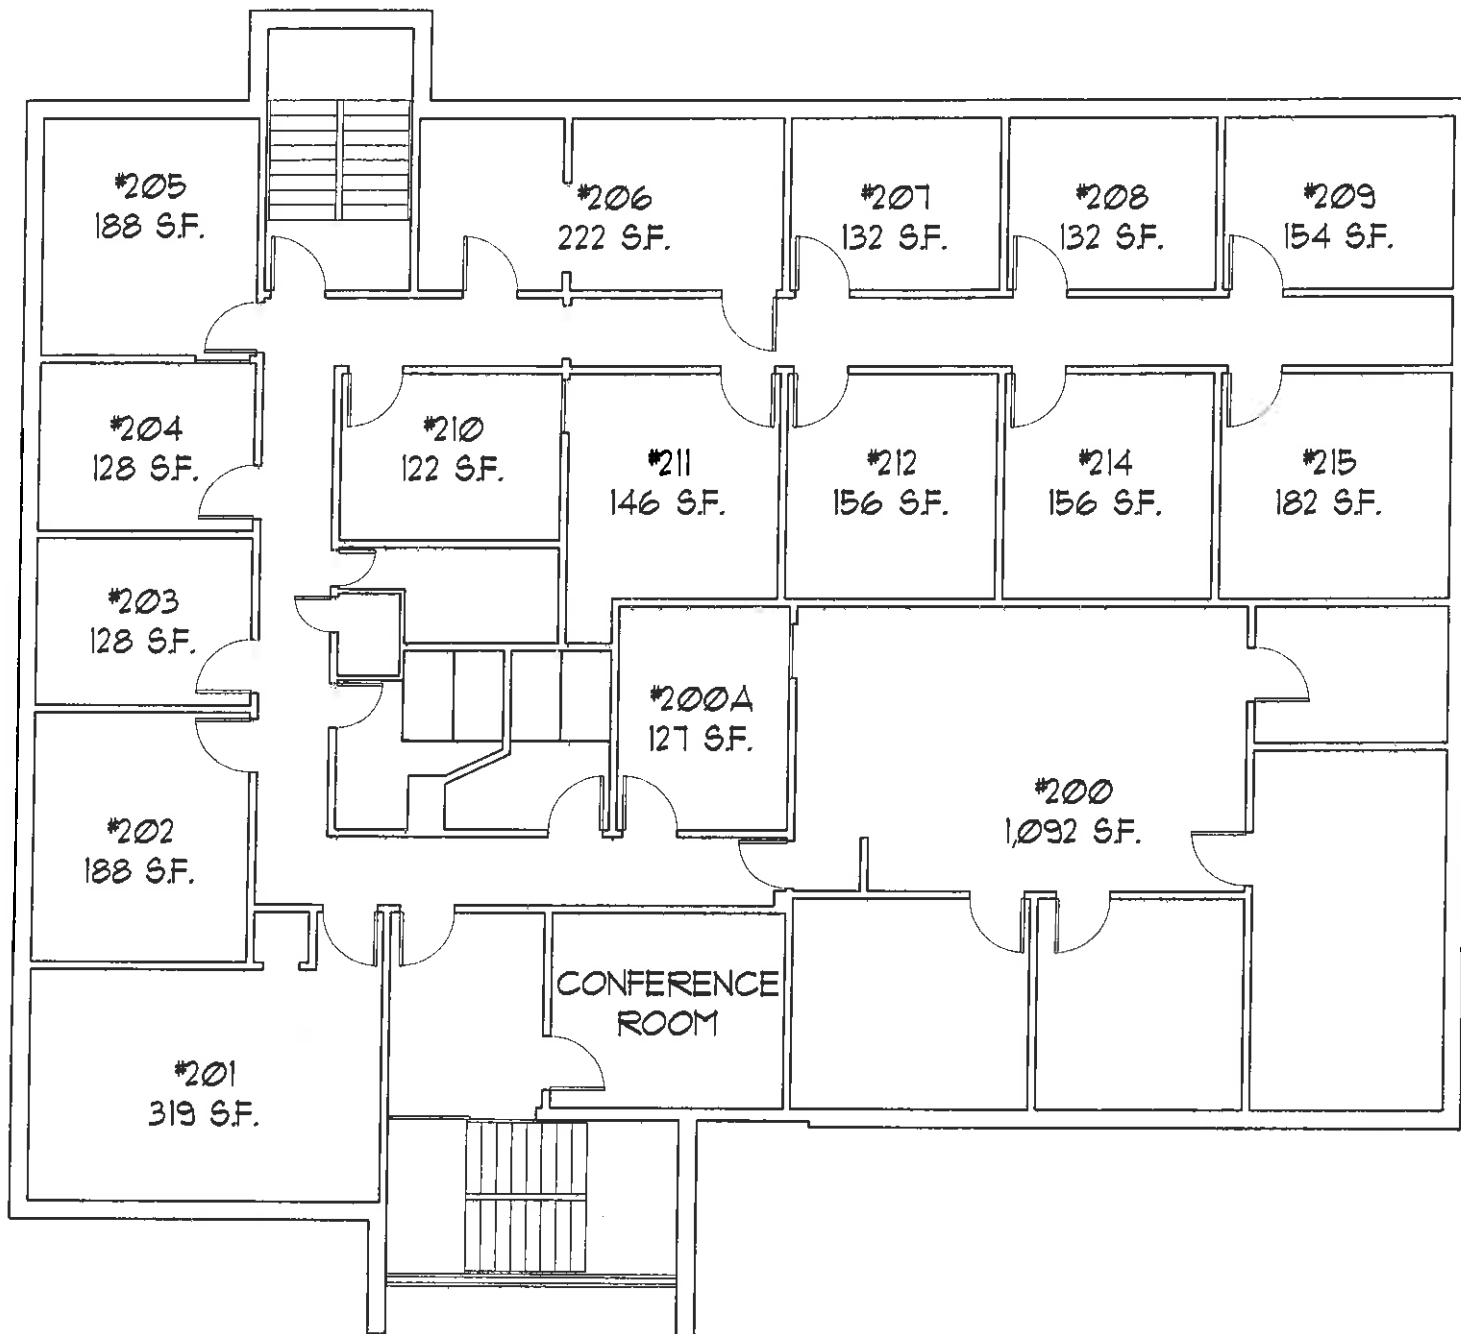 #205
188 S.F.
#206
222 S.F.
#207
132 S.F.
#208
132 S.F.
#209
154 S.F.
#204
128 S.F.
#210
122 S.F.
#211
146 S.F.
#212
156 S.F.
#214
156 S.F.
#215
182 S.F.
#203
128 S.F.
#200A
127 S.F.
#202
188 S.F.
#200
1,092 S.F.
CONFERENCE
ROOM
#201
319 S.F.